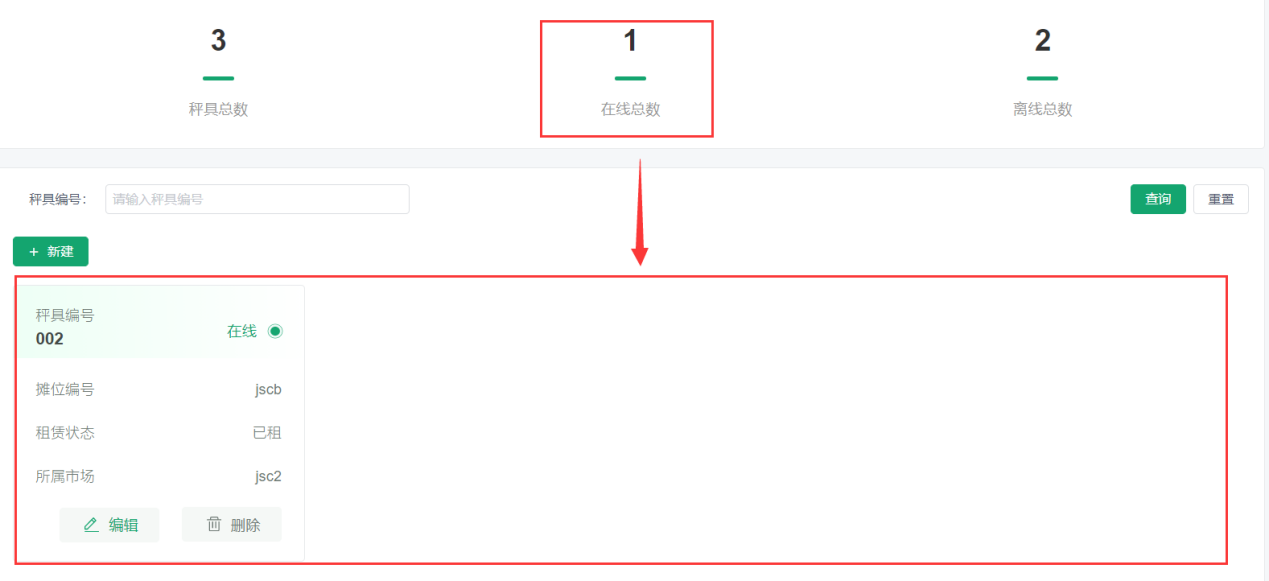 3
1
2
秤具总数
在线总数
离线总数
秤具编号：
请输入秤具编号
查询
重置
+ 新建
秤具编号
002
在线
摊位编号
jscb
租赁状态
已租
所属市场
jsc2
编辑
删除